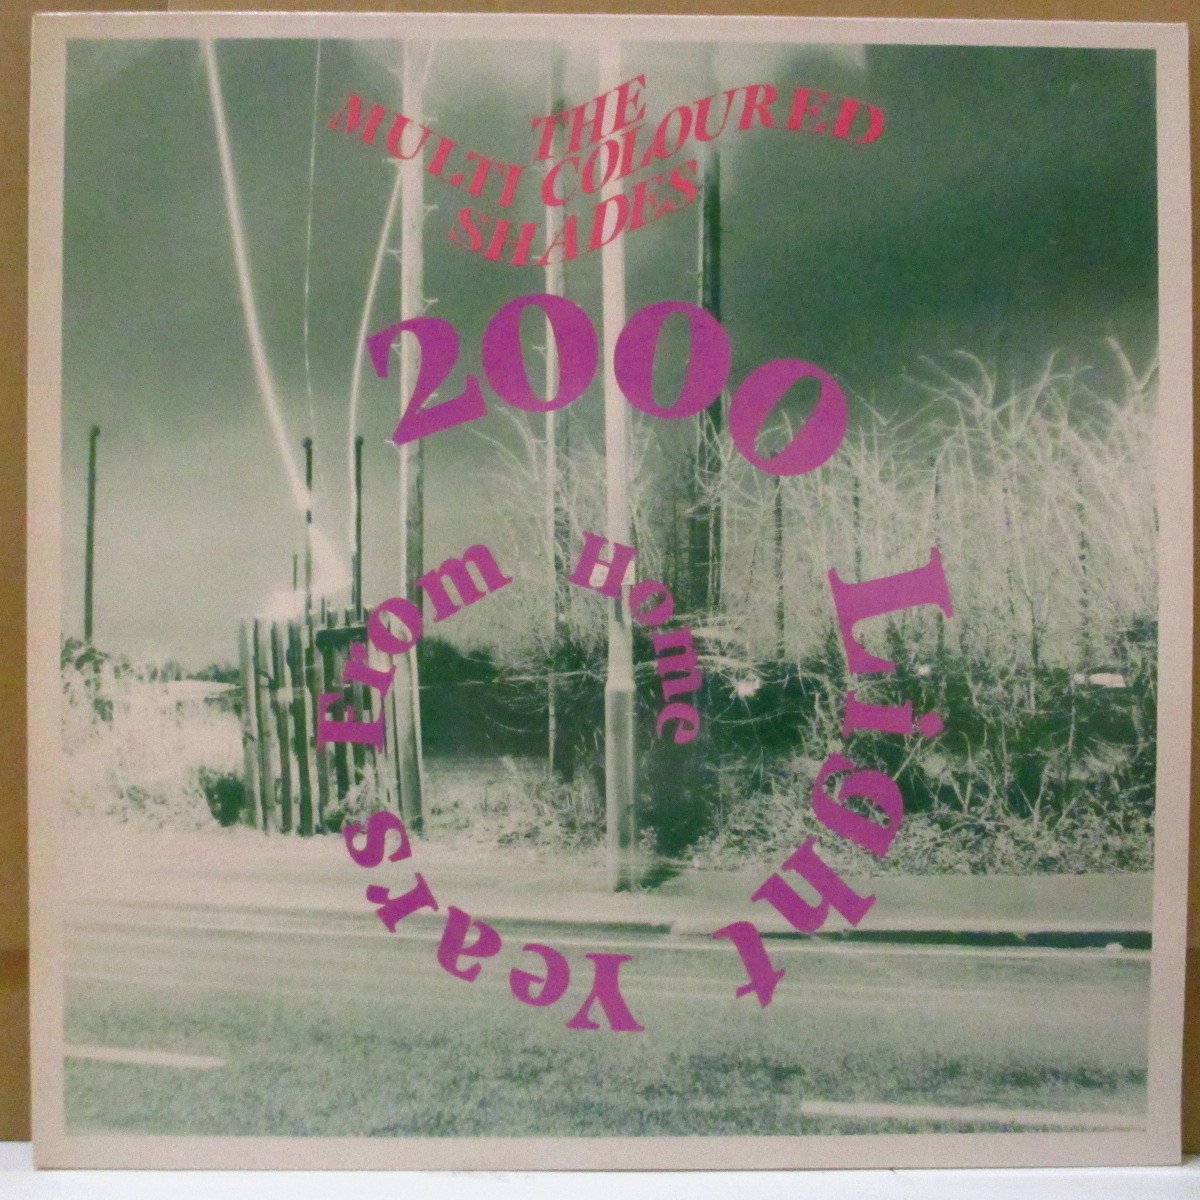 THE
MULTI COLOURED
SHADES
2000 Light Years From Home